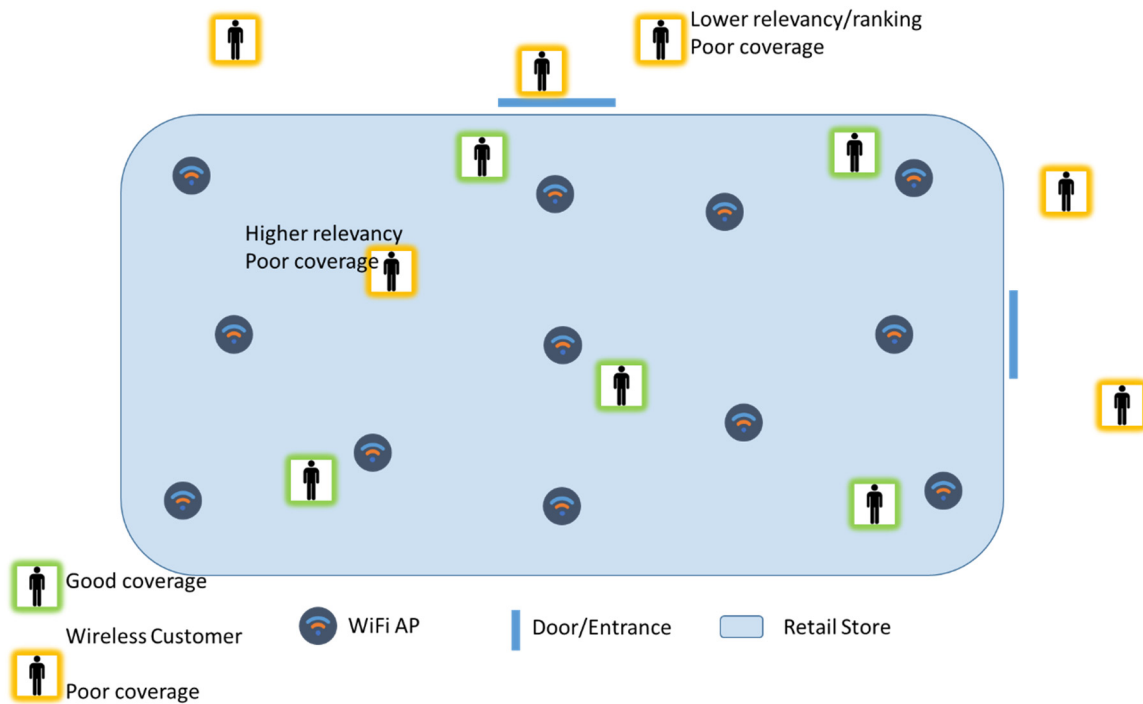 Lower relevancy/ranking
Poor coverage
Higher relevancy
Poor coverage
Good coverage
Wireless Customer
WiFi AP
Door/Entrance
Retail Store
Poor coverage